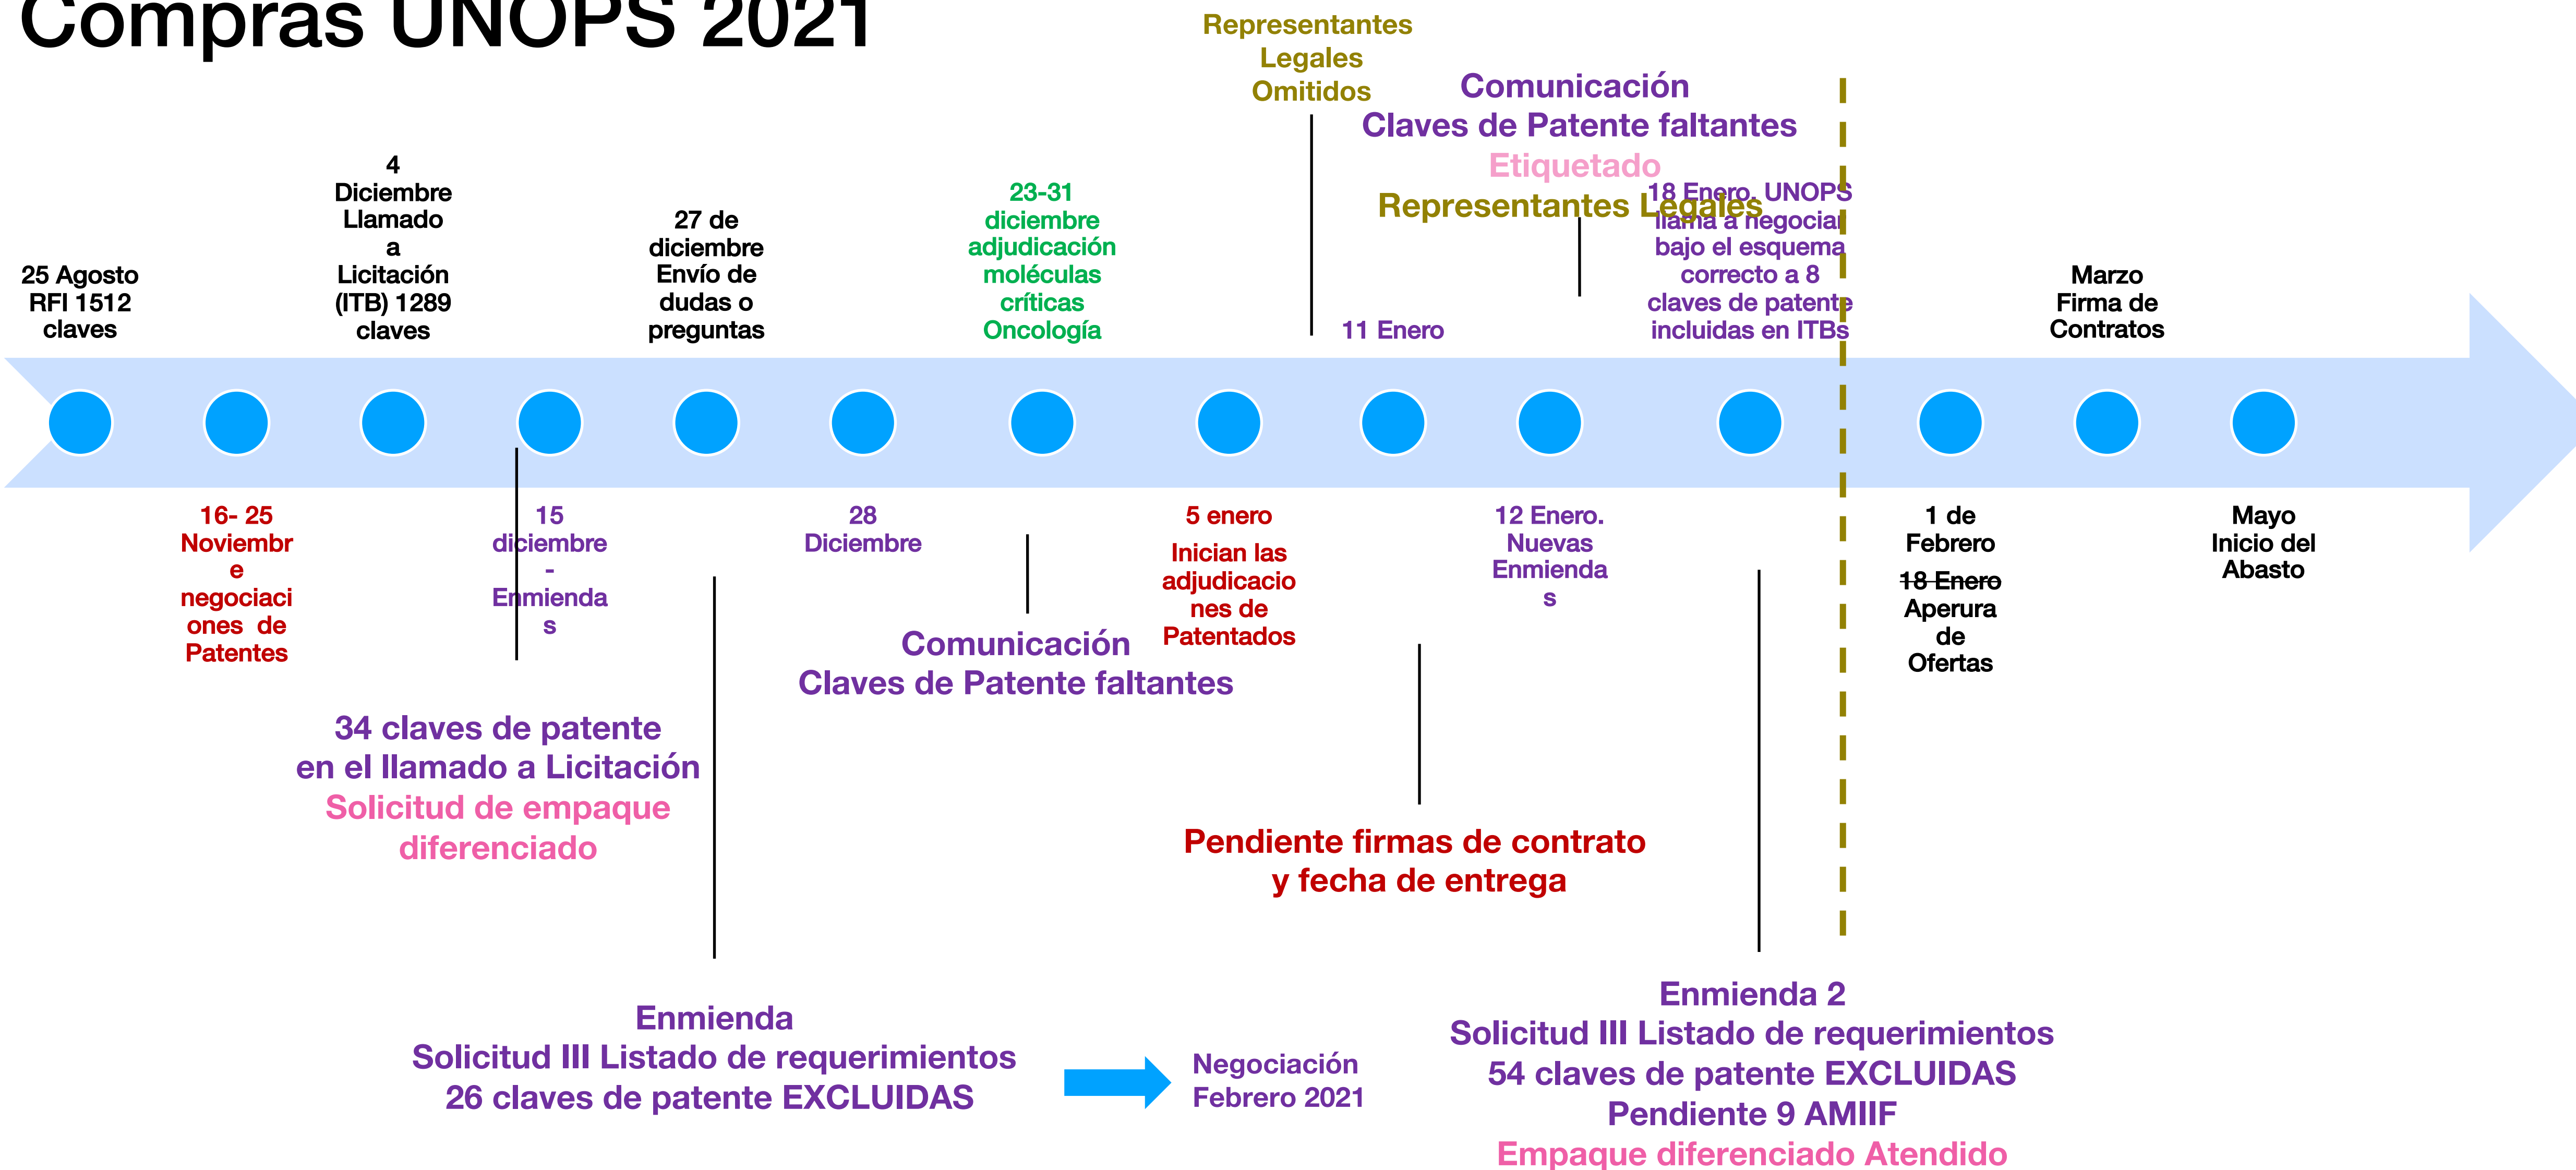 Compras UNOPS 2021
Representantes
Legales
Omitidos
Comunicación
Claves de Patente faltantes
Etiquetado
Representantes Legales
25 Agosto
RFI 1512
claves
4
Diciembre
Llamado
a
Licitación
(ITB) 1289
claves
27 de
diciembre
Envío de
dudas o
preguntas
23-31
diciembre
adjudicación
moléculas
críticas
Oncología
11 Enero
18 Enero. UNOPS
llama a negociar
bajo el esquema
correcto a 8
claves de patente
incluidas en ITBs
Marzo
Firma de
Contratos
16- 25
Noviembr
e
negociaci
ones de
Patentes
15
diciembre
-
Enmienda
s
28
Diciembre
5 enero
Inician las
adjudicacio
nes de
Patentados
12 Enero.
Nuevas
Enmienda
s
1 de
Febrero
18 Enero
Aperura
de
Ofertas
Mayo
Inicio del
Abasto
Comunicación
Claves de Patente faltantes
34 claves de patente
en el llamado a Licitación
Solicitud de empaque
diferenciado
Pendiente firmas de contrato
y fecha de entrega
Enmienda
Solicitud III Listado de requerimientos
26 claves de patente EXCLUIDAS
Negociación
Febrero 2021
Enmienda 2
Solicitud III Listado de requerimientos
54 claves de patente EXCLUIDAS
Pendiente 9 AMIIF
Empaque diferenciado Atendido